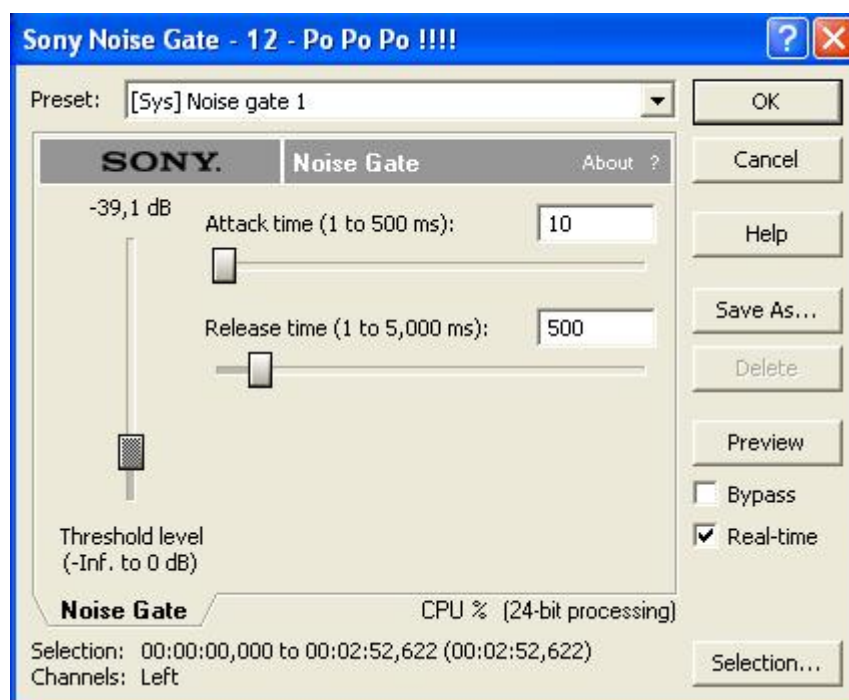 Sony Noise Gate - 12 - Po Po Po !!!!
Preset: [Sys] Noise gate 1
OK
SONY. Noise Gate About ?
Cancel
-39,1 dB
Attack time (1 to 500 ms): 10
Help
Release time (1 to 5,000 ms): 500
Save As...
Delete
Preview
Bypass
Threshold level
(-Inf. to 0 dB)
Real-time
Noise Gate
CPU % (24-bit processing)
Selection: 00:00:00,000 to 00:02:52,622 (00:02:52,622)
Channels: Left
Selection...